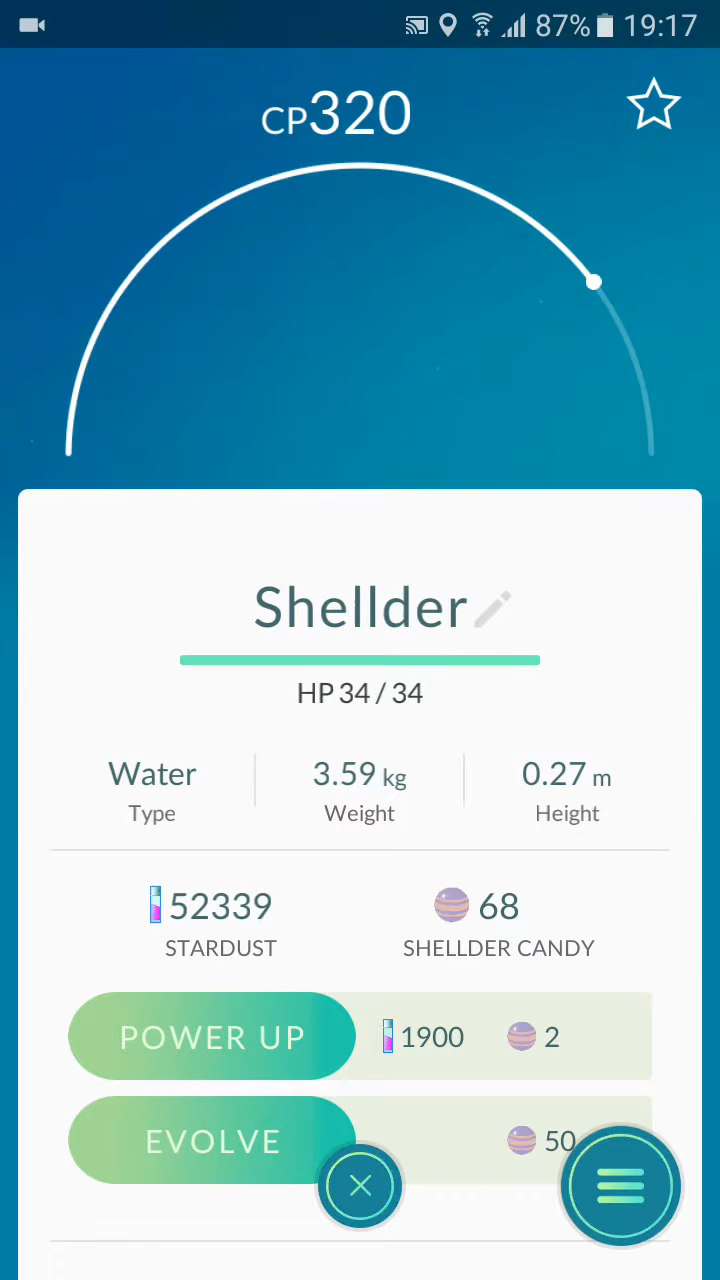 87% 19:17
CP320
Shellder
HP 34 / 34
Water 3.59 kg 0.27 m
Type Weight Height
52339 68
STARDUST SHELLDER CANDY
POWER UP 1900 2
EVOLVE 50